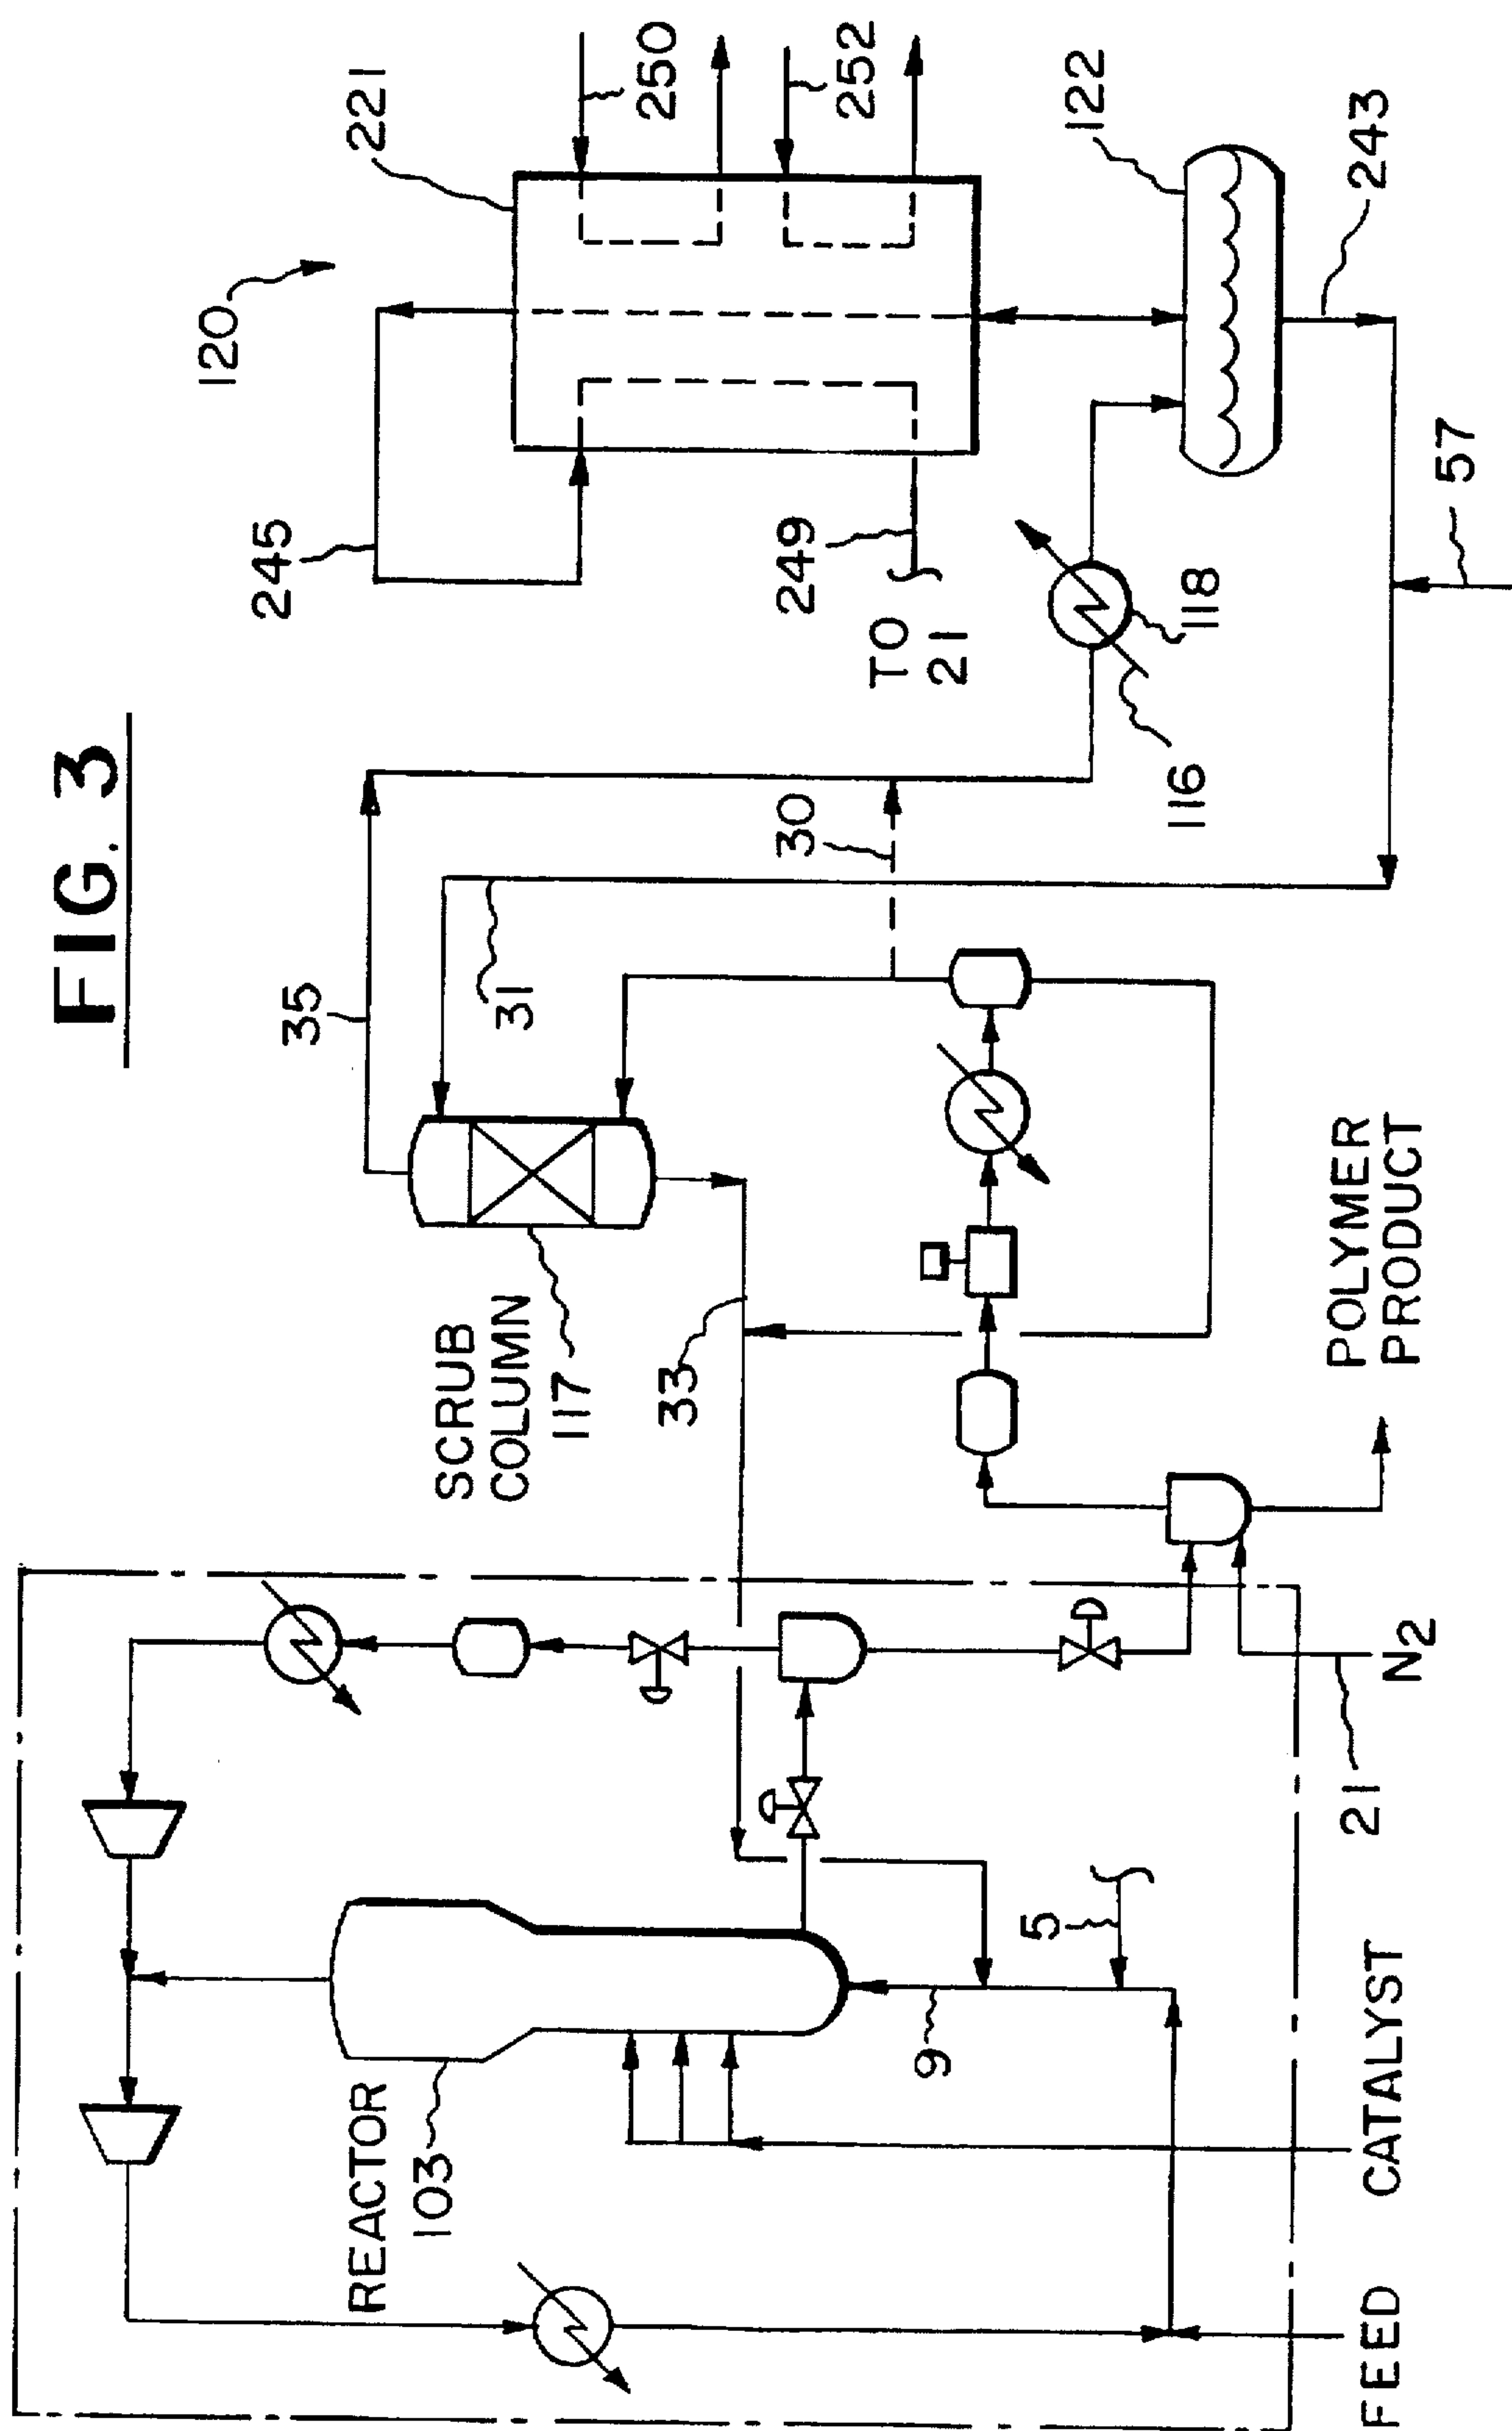 FIG. 3
120
221
250
252
122
243
245
249
TO
21
118
116
57
35
31
30
SCRUB
COLUMN
117
33
POLYMER
PRODUCT
REACTOR
103
9
5
21
N2
FEED
CATALYST